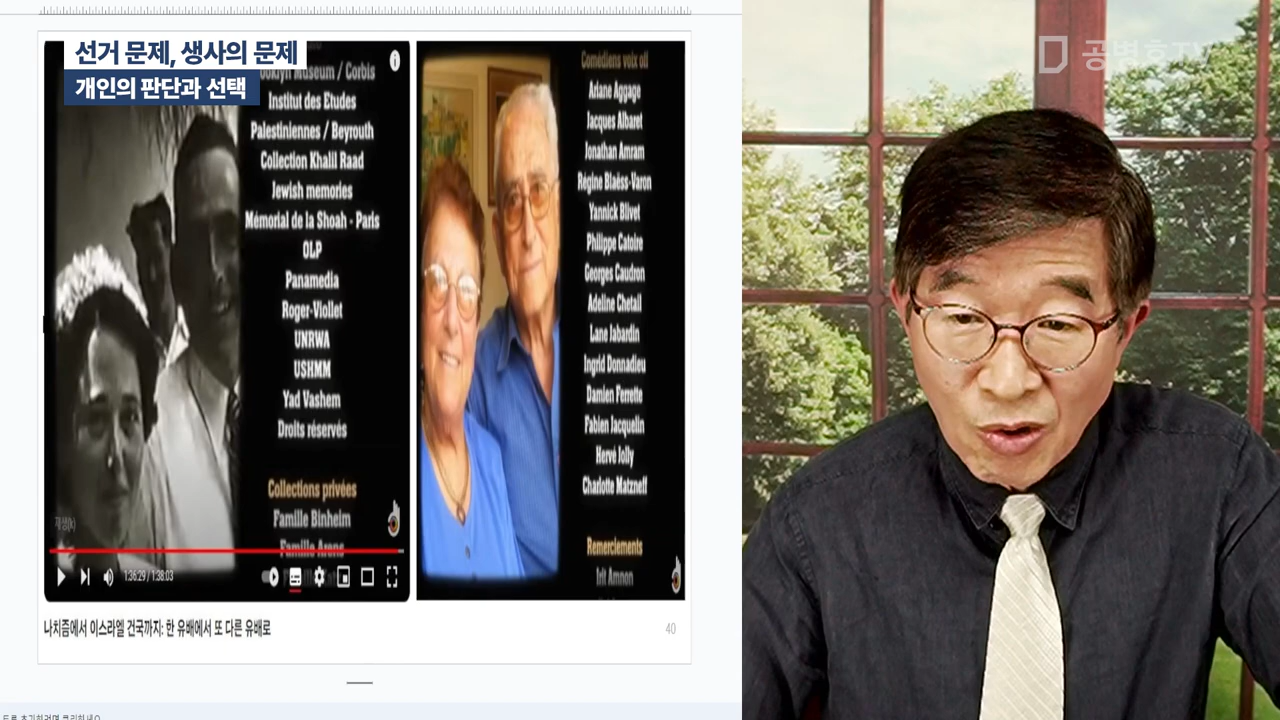 선거 문제, 생사의 문제
개인의 판단과 선택
공병호TV
ooklyn Museum / Corbis
Institut des Etudes
Palestiniennes / Beyrouth
Collection Khalil Raad
Jewish memories
Mémorial de la Shoah - Paris
OLP
Panamedia
Roger-Viollet
UNRWA
USHMM
Yad Vashem
Droits réservés
Collections privées
Famille Binheim
Famille Arens
재생(k)
1:36:29 / 1:38:03
Comédiens voix off
Ariane Aggage
Jacques Albaret
Jonathan Amram
Régine Blaëss-Varon
Yannick Blivet
Philippe Catoire
Georges Caudron
Adeline Chetail
Lane Jabardin
Ingrid Donnadieu
Damien Ferrette
Fabien Jacquelin
Hervé Jolly
Charlotte Matzneff
Remerciements
Irit Amnon
나치즘에서 이스라엘 건국까지: 한 유배에서 또 다른 유배로
40